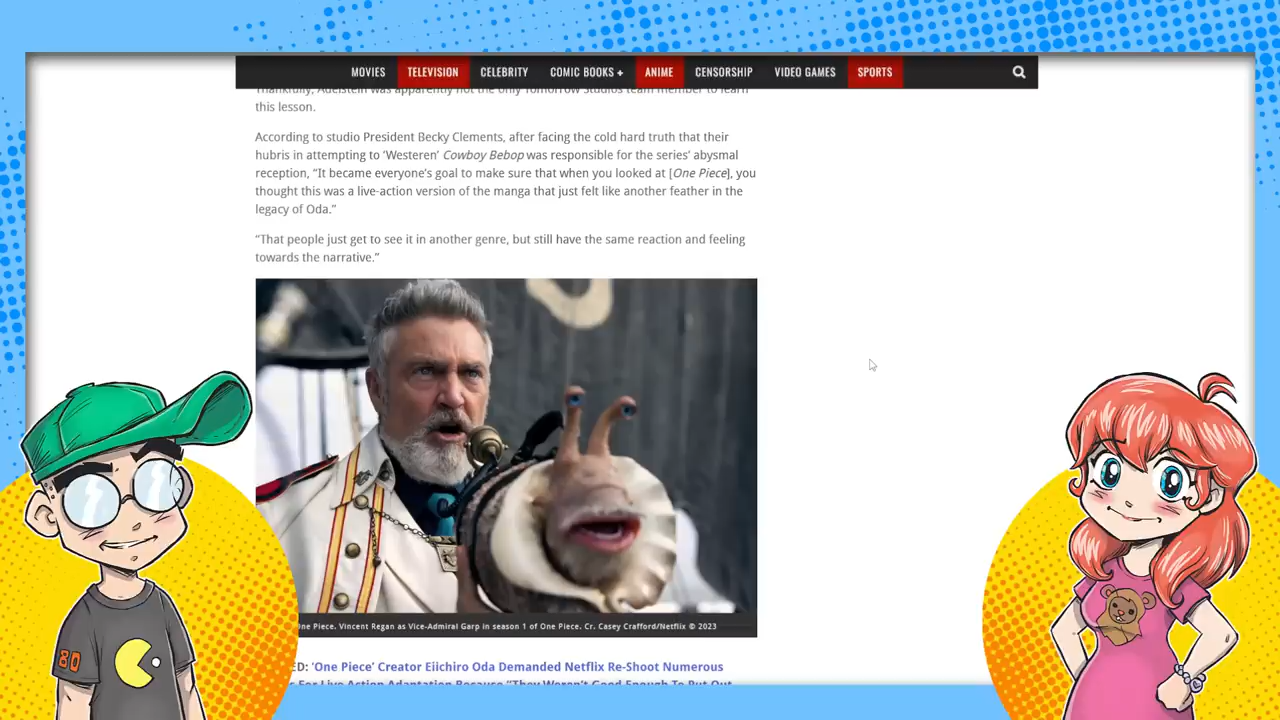 MOVIES TELEVISION CELEBRITY COMIC BOOKS + ANIME CENSORSHIP VIDEO GAMES SPORTS
Thankfully, Adelstein was apparently not the only Tomorrow Studios team member to learn
this lesson.
According to studio President Becky Clements, after facing the cold hard truth that their
hubris in attempting to ‘Westeren’ Cowboy Bebop was responsible for the series’ abysmal
reception, “It became everyone’s goal to make sure that when you looked at [One Piece], you
thought this was a live-action version of the manga that just felt like another feather in the
legacy of Oda.”
“That people just get to see it in another genre, but still have the same reaction and feeling
towards the narrative.”
One Piece. Vincent Regan as Vice-Admiral Garp in season 1 of One Piece. Cr. Casey Crafford/Netflix © 2023
ED: ‘One Piece’ Creator Eiichiro Oda Demanded Netflix Re-Shoot Numerous
For Live Action Adaptation Because “They Weren’t Good Enough To Put Out
80